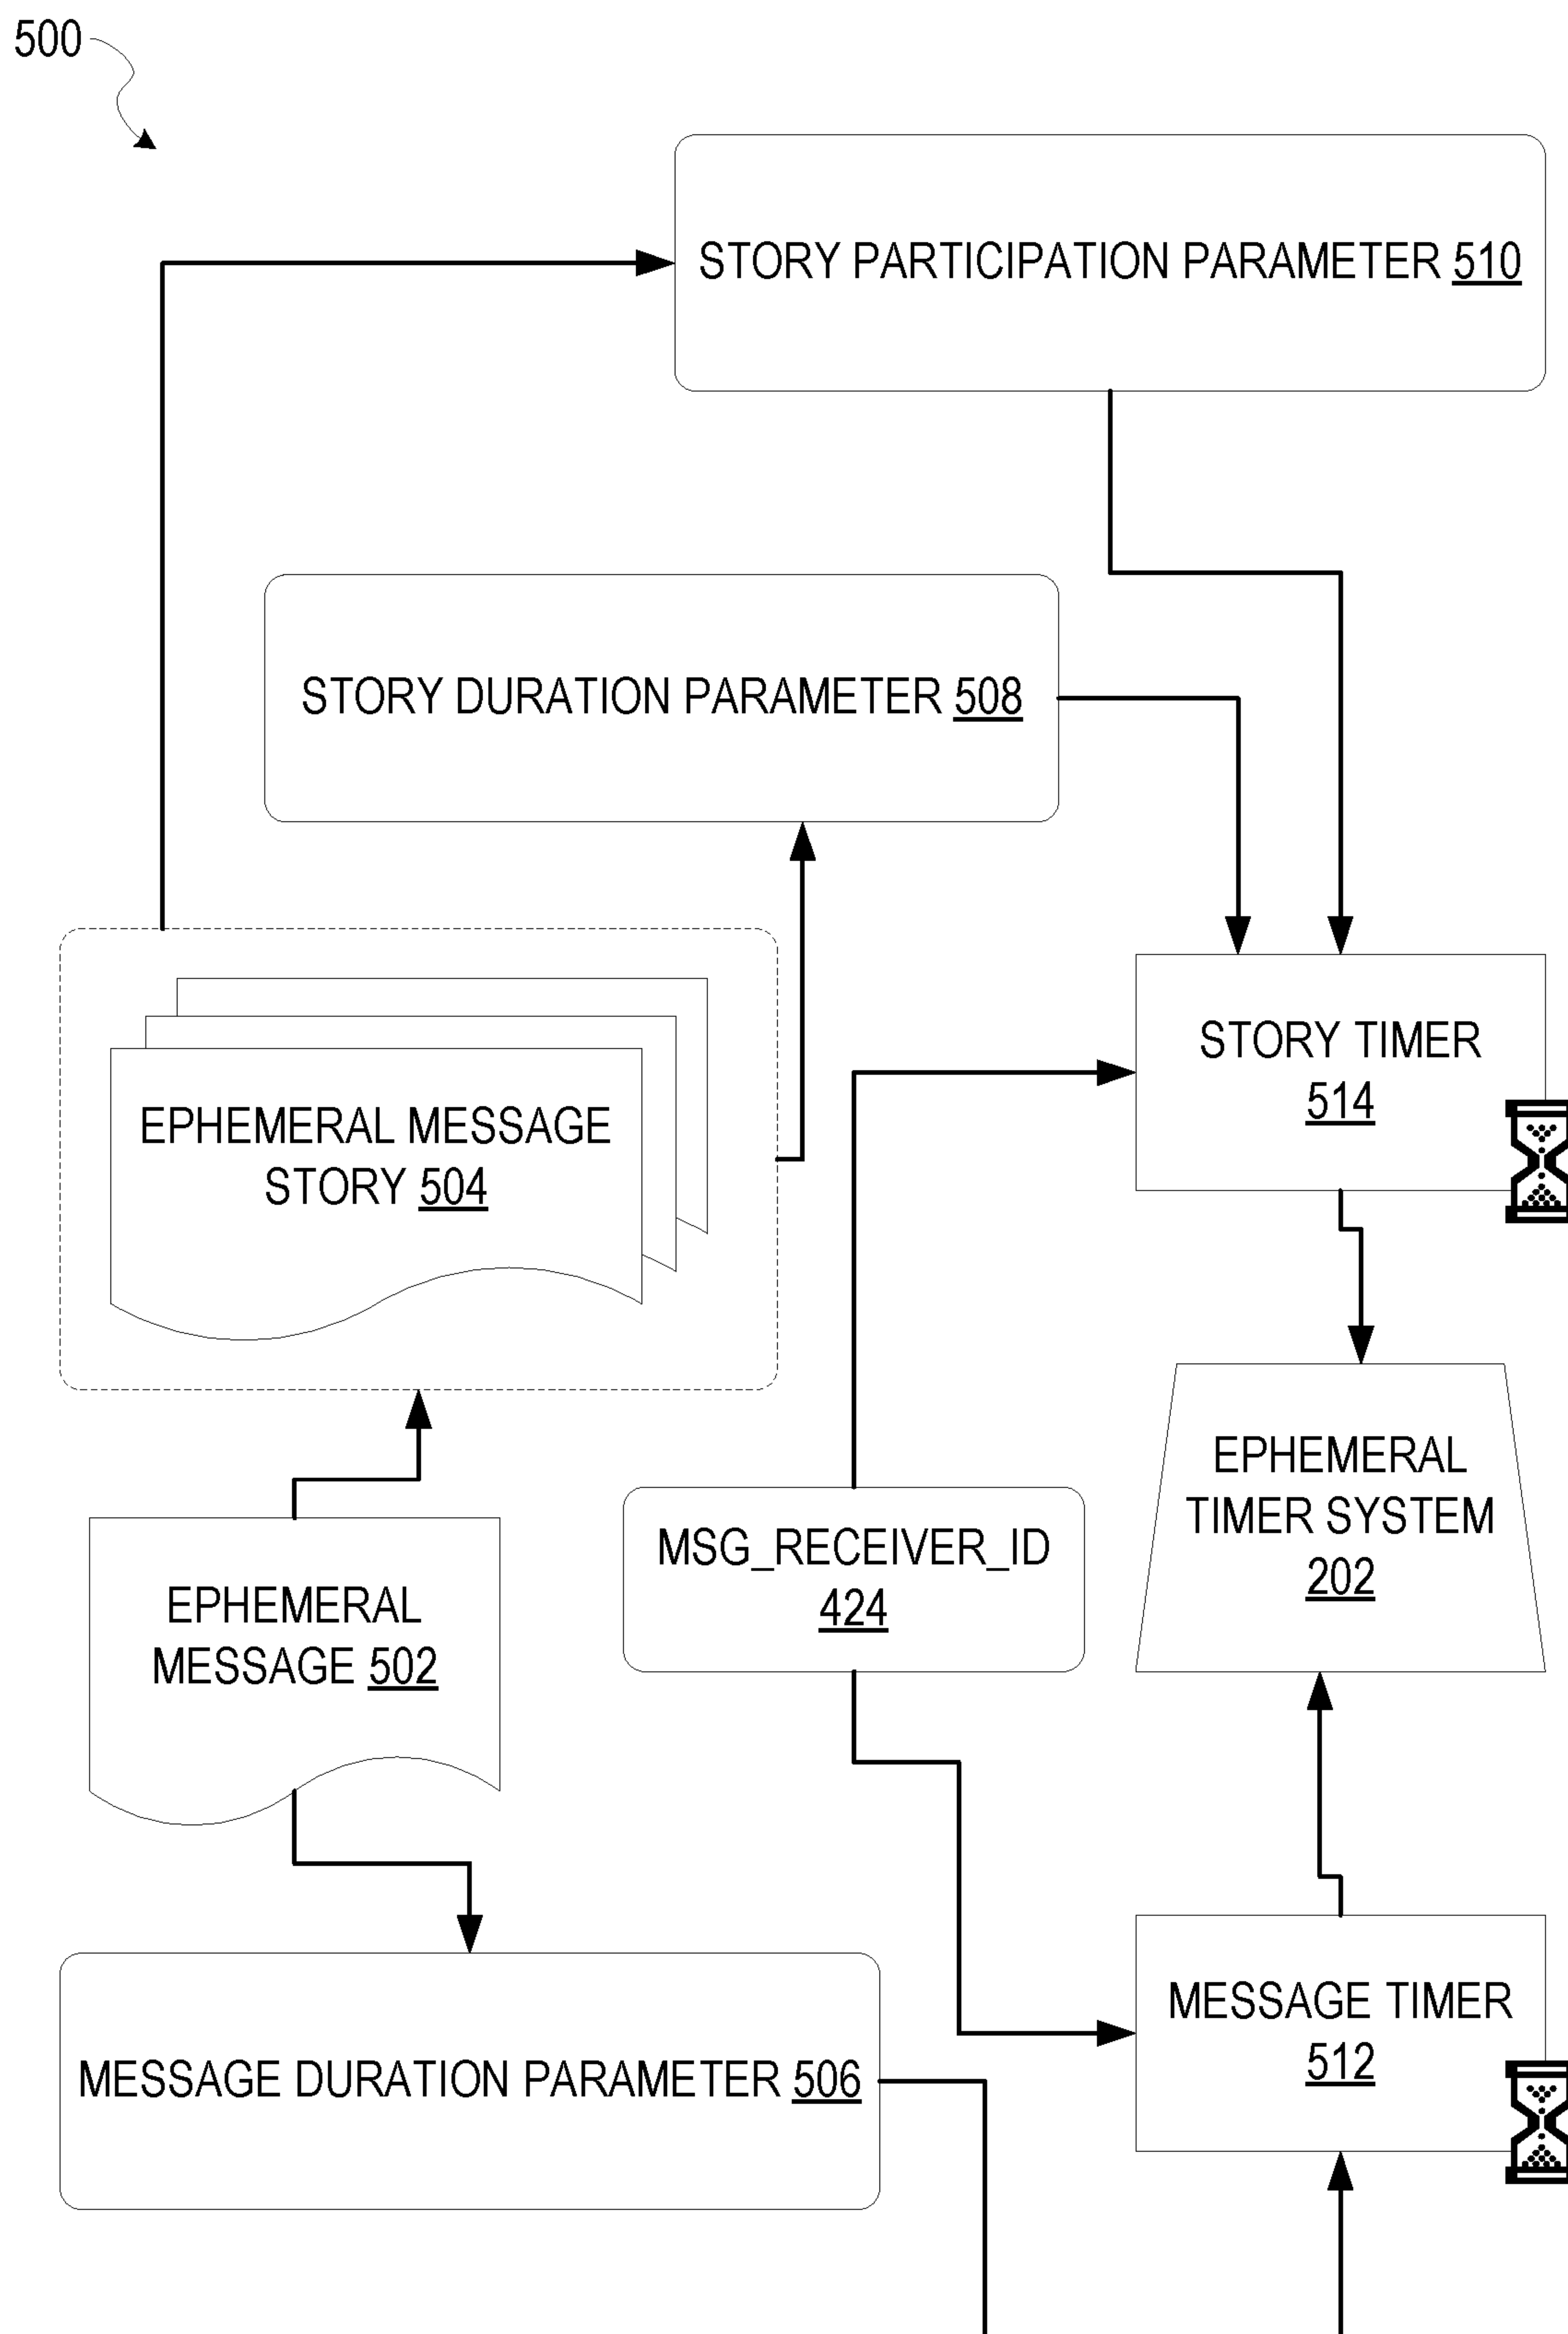 500
STORY PARTICIPATION PARAMETER 510
STORY DURATION PARAMETER 508
STORY TIMER
514
EPHEMERAL MESSAGE
STORY 504
EPHEMERAL
TIMER SYSTEM
202
MSG_RECEIVER_ID
424
EPHEMERAL
MESSAGE 502
MESSAGE TIMER
512
MESSAGE DURATION PARAMETER 506